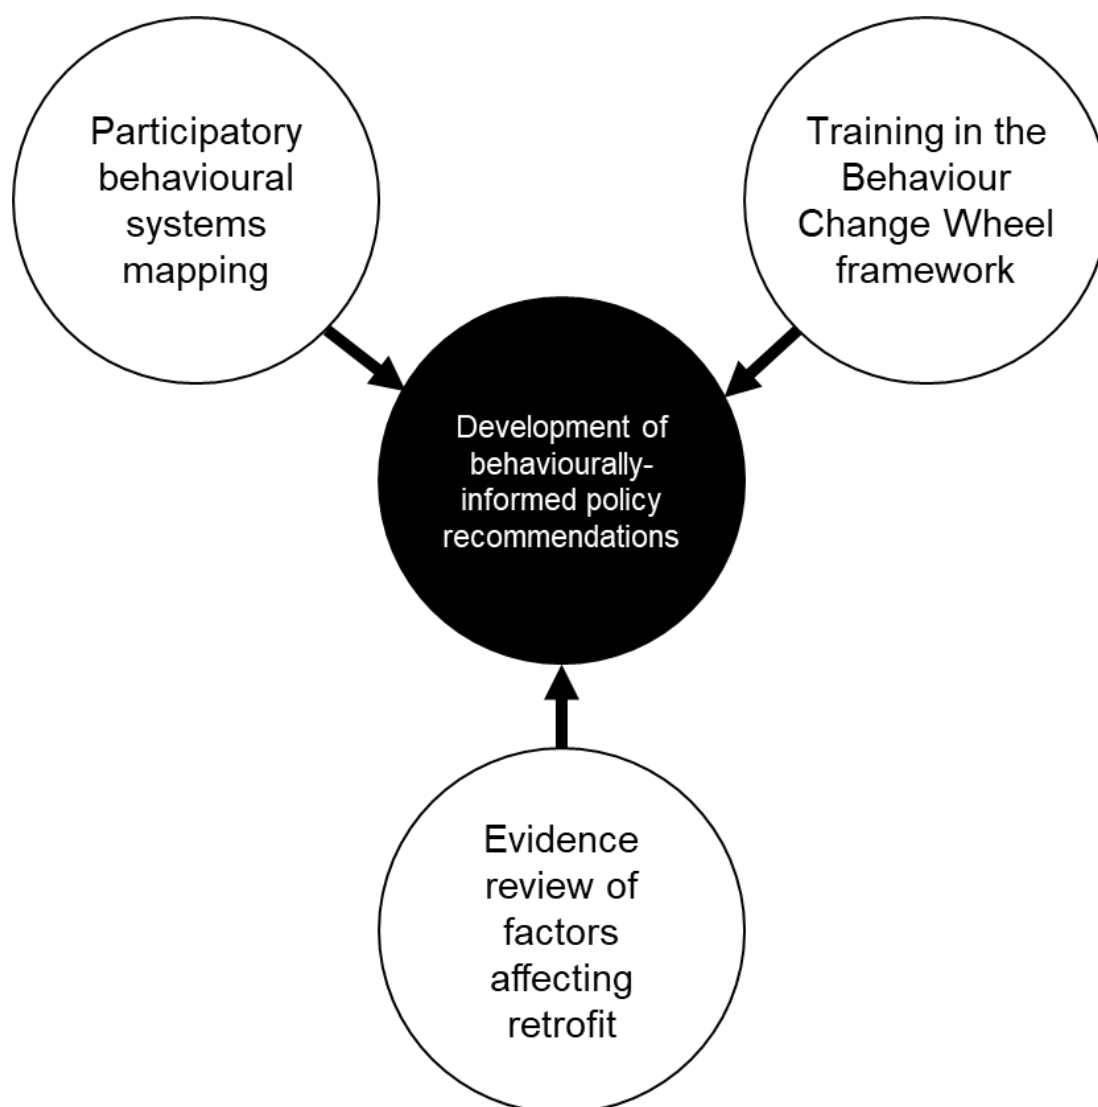 Participatory
behavioural
systems
mapping
Training in the
Behaviour
Change Wheel
framework
Development of
behaviourally-
informed policy
recommendations
Evidence
review of
factors
affecting
retrofit